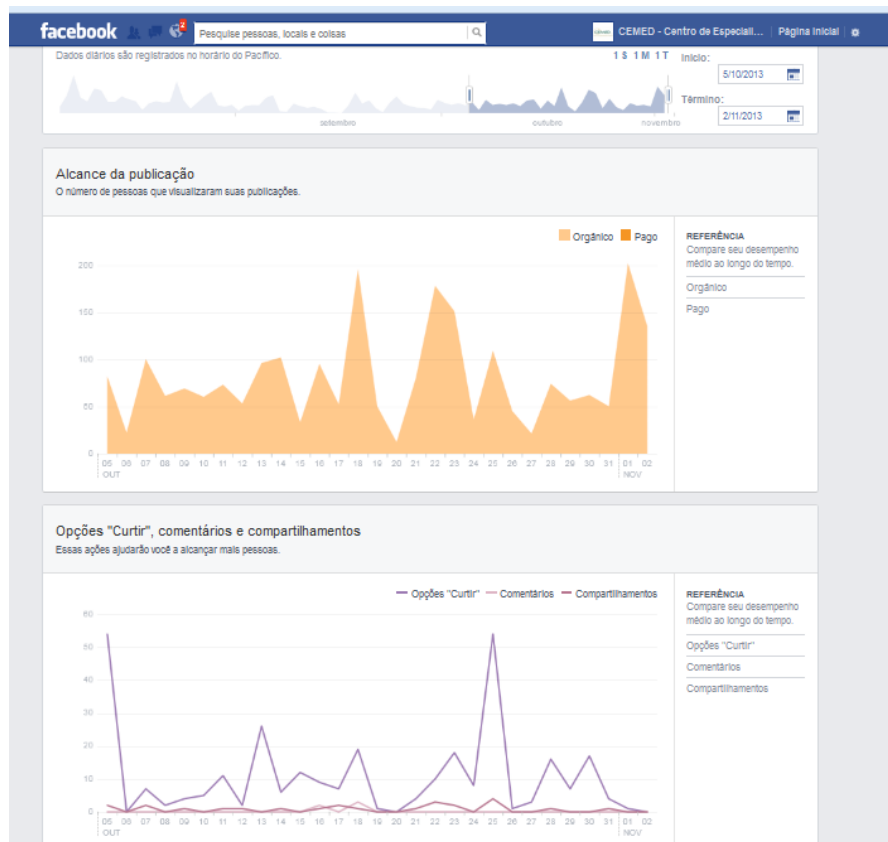 facebook
2
Pesquise pessoas, locais e coisas
CEMED - Centro de Especiali...
Página inicial
Dados diários são registrados no horário do Pacífico.
1 S 1 M 1 T
Início:
5/10/2013
Término:
2/11/2013
setembro
outubro
novembro
Alcance da publicação
O número de pessoas que visualizaram suas publicações.
Orgânico Pago
REFERÊNCIA
Compare seu desempenho
médio ao longo do tempo.
Orgânico
Pago
200
150
100
50
0
05 06 07 08 09 10 11 12 13 14 15 16 17 18 19 20 21 22 23 24 25 26 27 28 29 30 31 01 02
OUT NOV
Opções "Curtir", comentários e compartilhamentos
Essas ações ajudarão você a alcançar mais pessoas.
Opções "Curtir" Comentários Compartilhamentos
REFERÊNCIA
Compare seu desempenho
médio ao longo do tempo.
Opções "Curtir"
Comentários
Compartilhamentos
60
50
40
30
20
10
0
05 06 07 08 09 10 11 12 13 14 15 16 17 18 19 20 21 22 23 24 25 26 27 28 29 30 31 01 02
OUT NOV